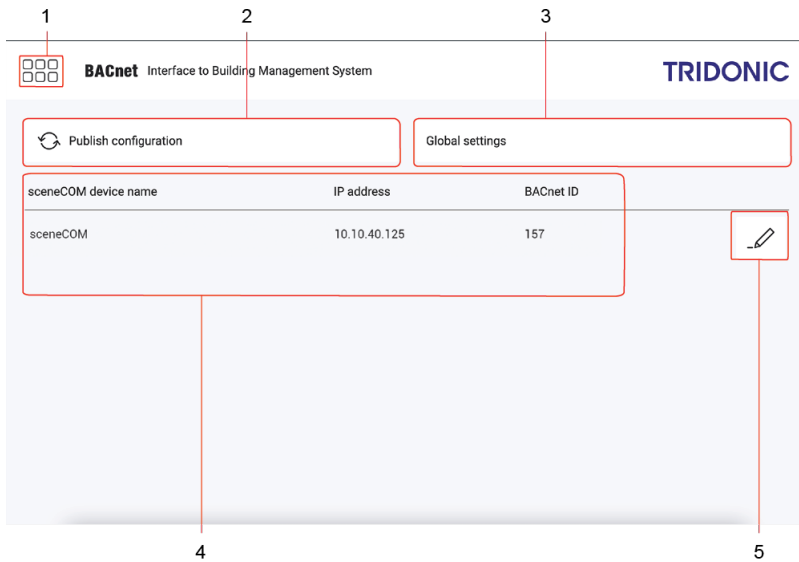 1 2 3
BACnet Interface to Building Management System TRIDONIC
Publish configuration Global settings
sceneCOM device name IP address BACnet ID
sceneCOM 10.10.40.125 157
4 5